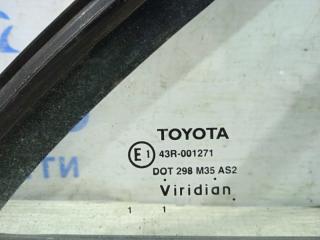 TOYOTA
E1 43R-001271
DOT 298 M35 AS2
Viridian
1 1